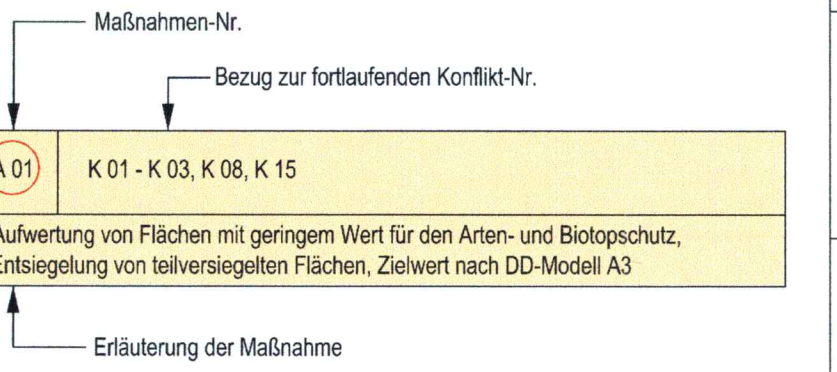 Maßnahmen-Nr.
Bezug zur fortlaufenden Konflikt-Nr.
A 01 K 01 - K 03, K 08, K 15
Aufwertung von Flächen mit geringem Wert für den Arten- und Biotopschutz,
Entsiegelung von teilversiegelten Flächen, Zielwert nach DD-Modell A3
Erläuterung der Maßnahme